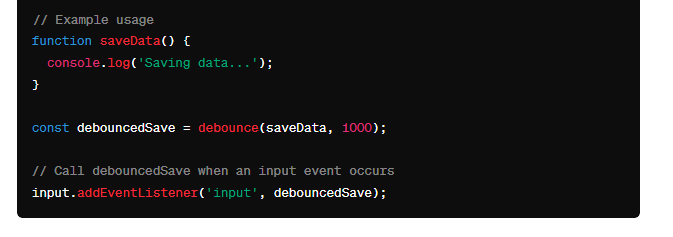 // Example usage
function saveData() {
  console.log('Saving data...');
}
const debouncedSave = debounce(saveData, 1000);
// Call debouncedSave when an input event occurs
input.addEventListener('input', debouncedSave);